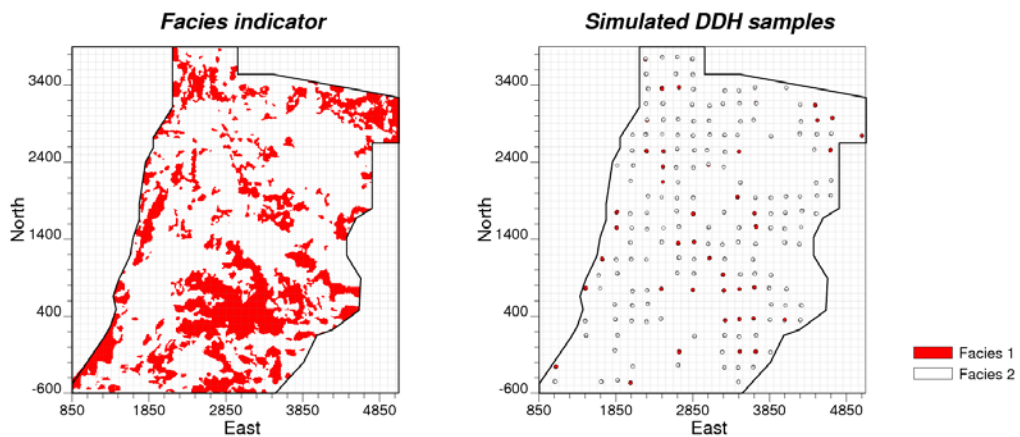 Facies indicator
Simulated DDH samples
3400
2400
1400
400
-600
North
850 1850 2850 3850 4850
East
3400
2400
1400
400
-600
North
850 1850 2850 3850 4850
East
Facies 1
Facies 2